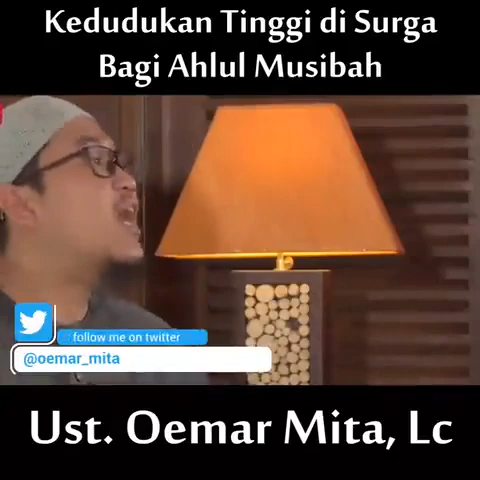 Kedudukan Tinggi di Surga
Bagi Ahlul Musibah
follow me on twitter
@oemar_mita
Ust. Oemar Mita, Lc